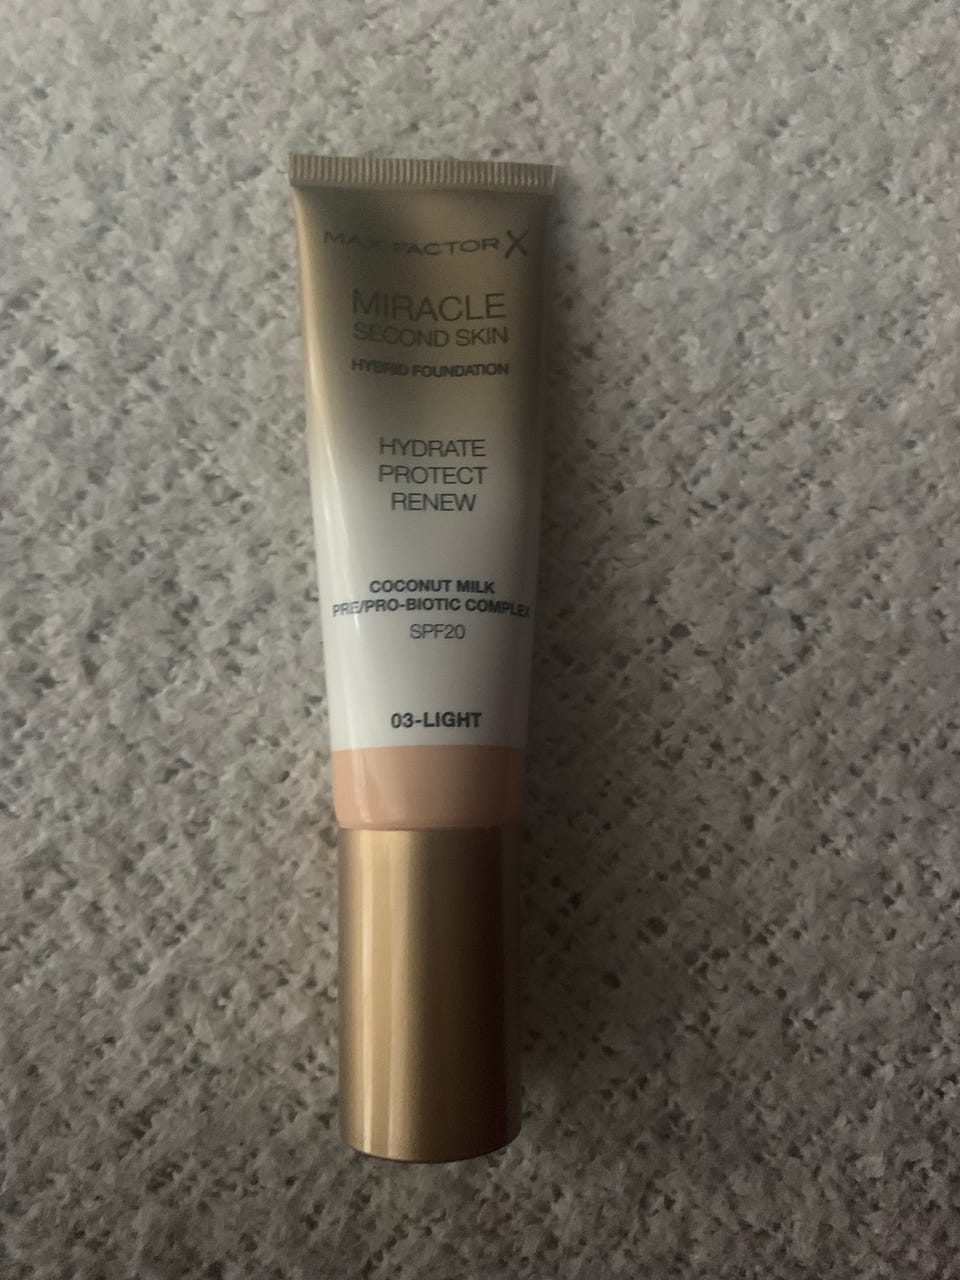 MAX FACTOR X
MIRACLE
SECOND SKIN
HYBRID FOUNDATION
HYDRATE
PROTECT
RENEW
COCONUT MILK
PRE/PRO-BIOTIC COMPLEX
SPF20
03-LIGHT